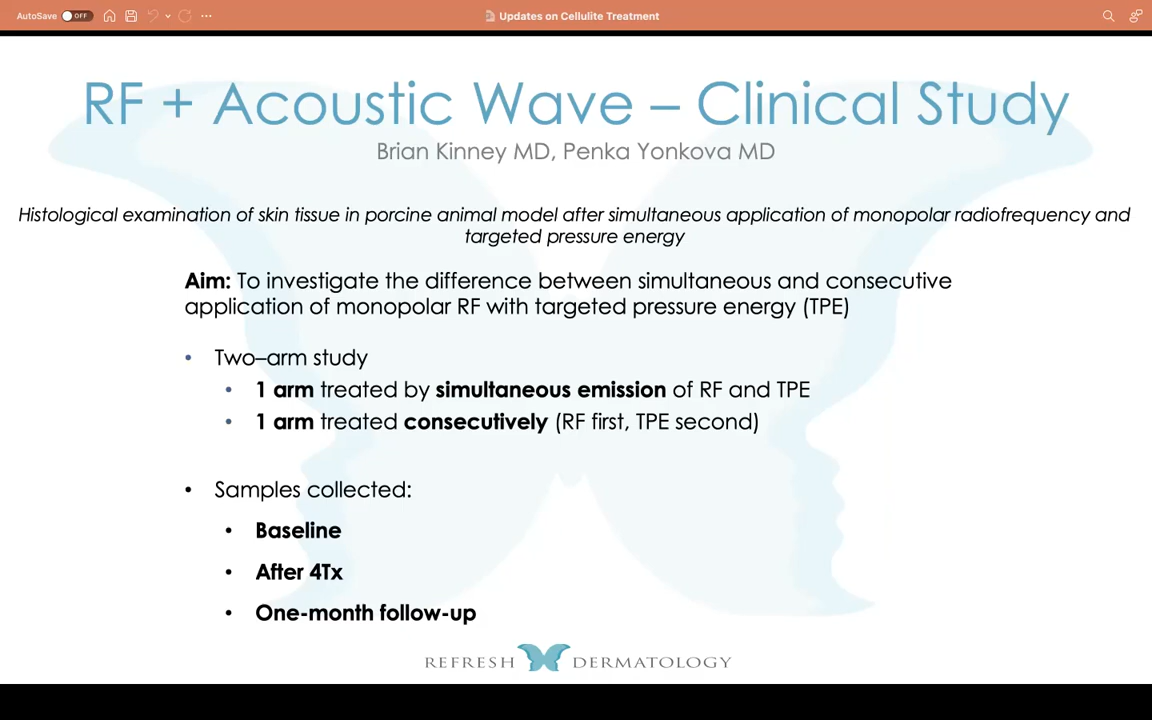 AutoSave OFF
Updates on Cellulite Treatment
RF + Acoustic Wave – Clinical Study
Brian Kinney MD, Penka Yonkova MD
Histological examination of skin tissue in porcine animal model after simultaneous application of monopolar radiofrequency and
targeted pressure energy
Aim: To investigate the difference between simultaneous and consecutive
application of monopolar RF with targeted pressure energy (TPE)
• Two–arm study
• 1 arm treated by simultaneous emission of RF and TPE
• 1 arm treated consecutively (RF first, TPE second)
• Samples collected:
• Baseline
• After 4Tx
• One-month follow-up
REFRESH DERMATOLOGY